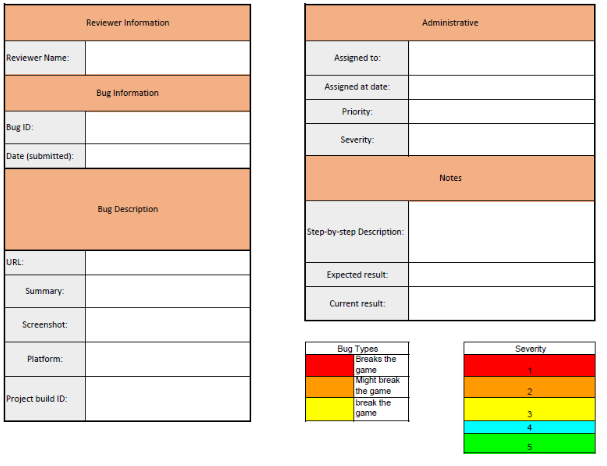 Reviewer Information
Reviewer Name:
Bug Information
Bug ID:
Date (submitted):
Bug Description
URL:
Summary:
Screenshot:
Platform:
Project build ID:
Administrative
Assigned to:
Assigned at date:
Priority:
Severity:
Notes
Step-by-step Description:
Expected result:
Current result:
Bug Types
Breaks the
game
Might break
the game
break the
game
Severity
1
2
3
4
5